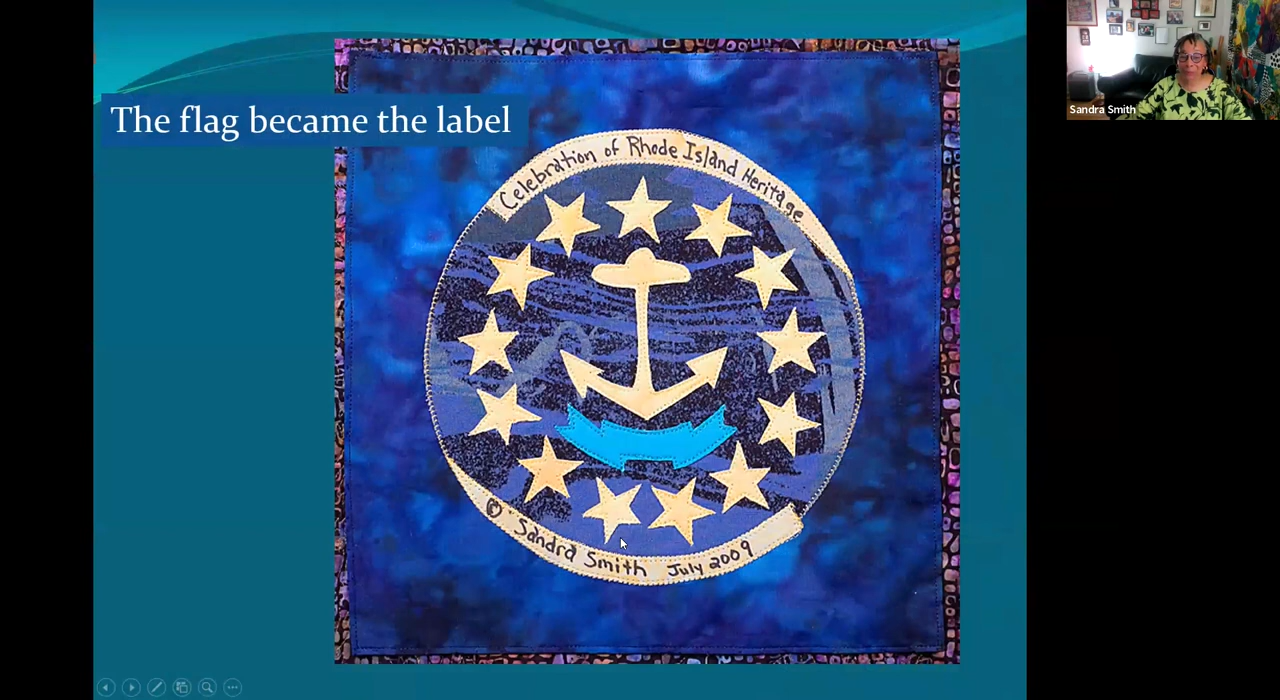 The flag became the label
Celebration of Rhode Island Heritage
© Sandra Smith July 2009
Sandra Smith